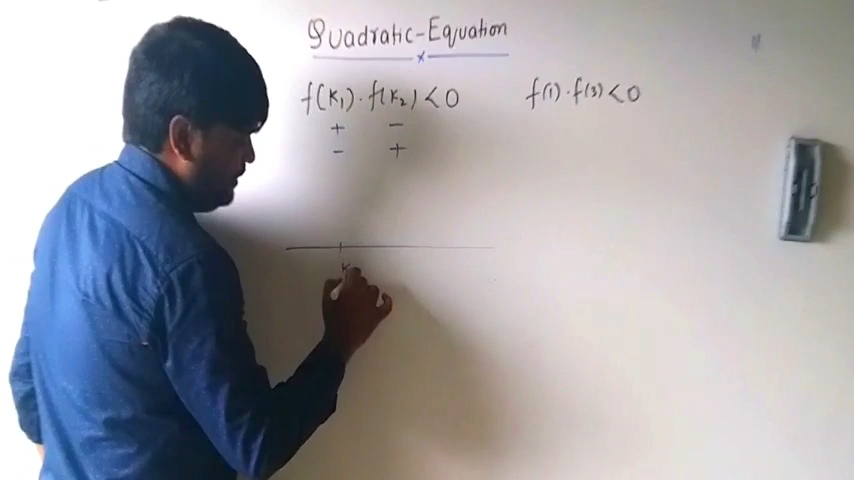 Quadratic-Equation
f(K₁) · f(K₂) < 0 f(1) · f(3) < 0
+ −
− +
K